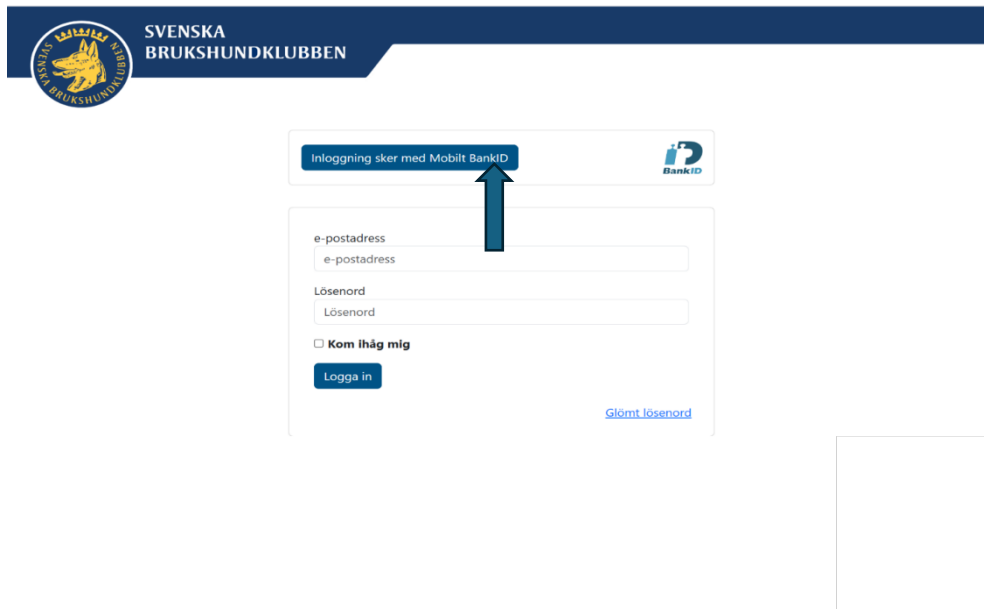 SVENSKA
BRUKSHUNDKLUBBEN
SVENSKA BRUKSHUNDKLUBBEN
Inloggning sker med Mobilt BankID
BankID
e-postadress
e-postadress
Lösenord
Lösenord
Kom ihåg mig
Logga in
Glömt lösenord